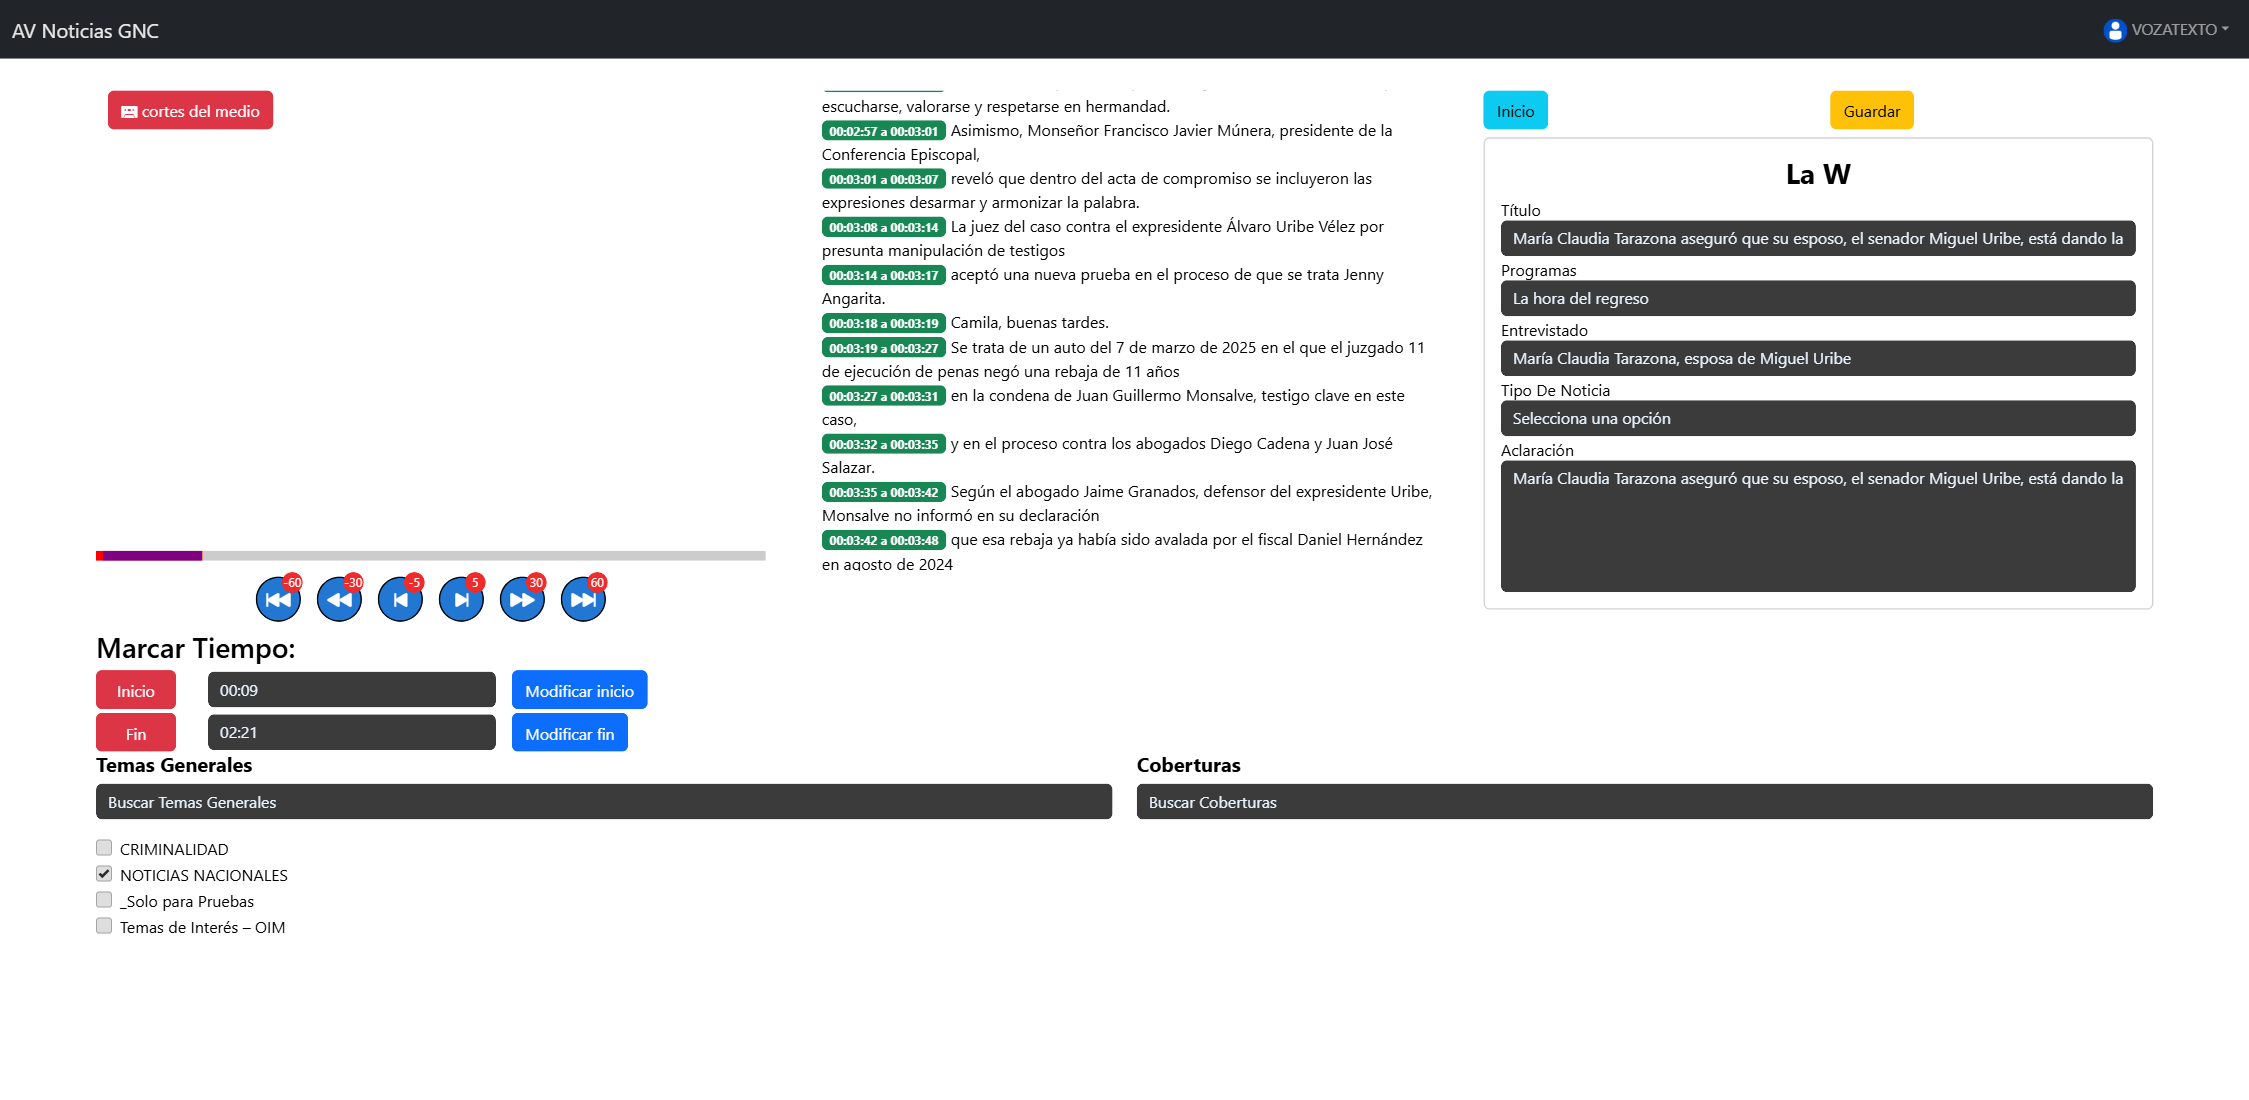 AV Noticias GNC
VOZATEXTO
cortes del medio
escucharse, valorarse y respetarse en hermandad.
00:02:57 a 00:03:01 Asimismo, Monseñor Francisco Javier Múnera, presidente de la
Conferencia Episcopal,
00:03:01 a 00:03:07 reveló que dentro del acta de compromiso se incluyeron las
expresiones desarmar y armonizar la palabra.
00:03:08 a 00:03:14 La juez del caso contra el expresidente Álvaro Uribe Vélez por
presunta manipulación de testigos
00:03:14 a 00:03:17 aceptó una nueva prueba en el proceso de que se trata Jenny
Angarita.
00:03:18 a 00:03:19 Camila, buenas tardes.
00:03:19 a 00:03:27 Se trata de un auto del 7 de marzo de 2025 en el que el juzgado 11
de ejecución de penas negó una rebaja de 11 años
00:03:27 a 00:03:31 en la condena de Juan Guillermo Monsalve, testigo clave en este
caso,
00:03:32 a 00:03:35 y en el proceso contra los abogados Diego Cadena y Juan José
Salazar.
00:03:35 a 00:03:42 Según el abogado Jaime Granados, defensor del expresidente Uribe,
Monsalve no informó en su declaración
00:03:42 a 00:03:48 que esa rebaja ya había sido avalada por el fiscal Daniel Hernández
en agosto de 2024
Inicio
Guardar
La W
Título
María Claudia Tarazona aseguró que su esposo, el senador Miguel Uribe, está dando la
Programas
La hora del regreso
Entrevistado
María Claudia Tarazona, esposa de Miguel Uribe
Tipo De Noticia
Selecciona una opción
Aclaración
María Claudia Tarazona aseguró que su esposo, el senador Miguel Uribe, está dando la
-60 -30 -5 5 30 60
Marcar Tiempo:
Inicio 00:09 Modificar inicio
Fin 02:21 Modificar fin
Temas Generales
Buscar Temas Generales
CRIMINALIDAD
NOTICIAS NACIONALES
_Solo para Pruebas
Temas de Interés – OIM
Coberturas
Buscar Coberturas